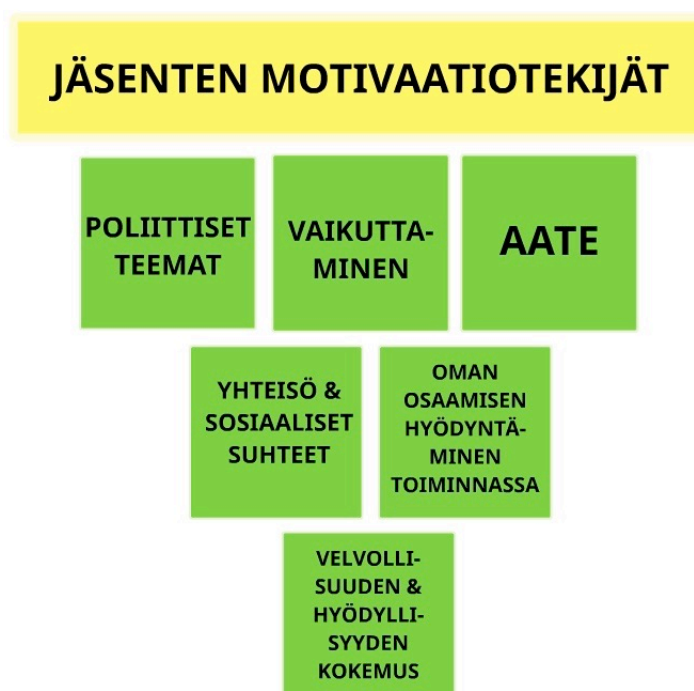 JÄSENTEN MOTIVAATIOTEKIJÄT
POLIITTISET
TEEMAT
VAIKUTTA-
MINEN
AATE
YHTEISÖ &
SOSIAALISET
SUHTEET
OMAN
OSAAMISEN
HYÖDYNTÄ-
MINEN
TOIMINNASSA
VELVOLLI-
SUUDEN &
HYÖDYLLI-
SYYDEN
KOKEMUS